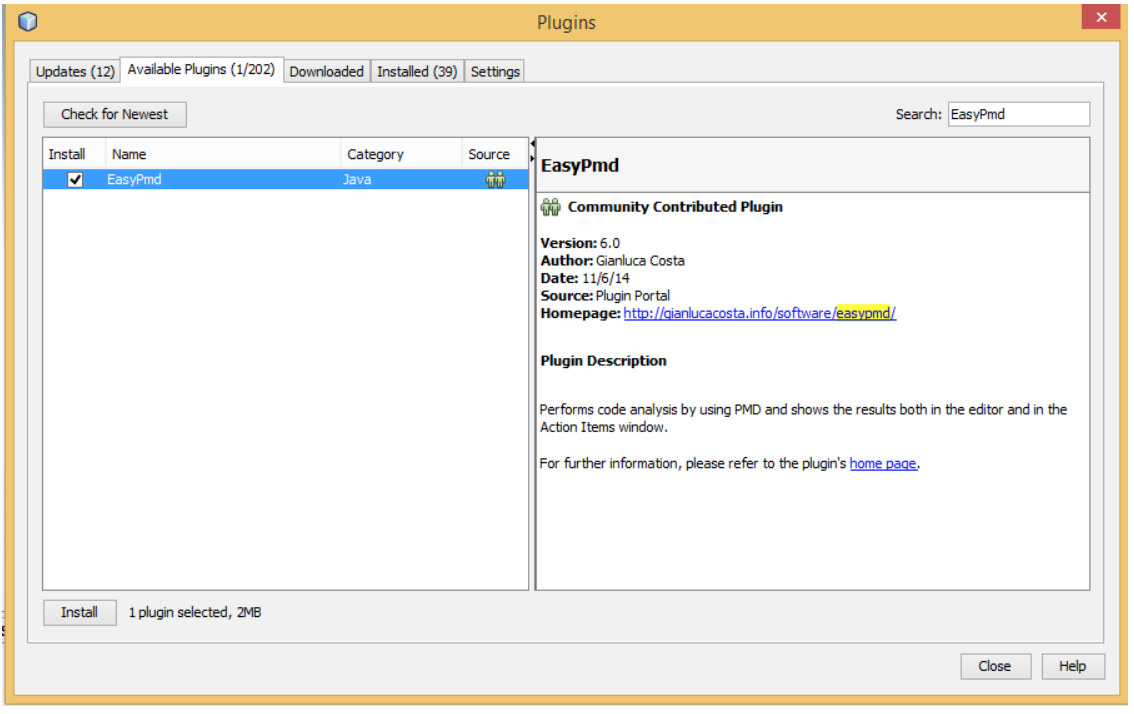 Plugins
Updates (12) Available Plugins (1/202) Downloaded Installed (39) Settings
Check for Newest
Search: EasyPmd
Install Name Category Source
EasyPmd Java
EasyPmd
Community Contributed Plugin
Version: 6.0
Author: Gianluca Costa
Date: 11/6/14
Source: Plugin Portal
Homepage: http://gianlucacosta.info/software/easypmd/
Plugin Description
Performs code analysis by using PMD and shows the results both in the editor and in the
Action Items window.
For further information, please refer to the plugin's home page.
Install 1 plugin selected, 2MB
Close Help